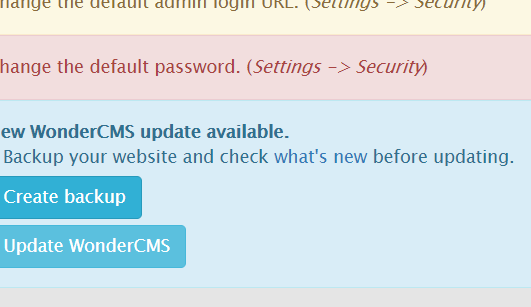 hange the default admin login URL. (Settings -> Security)
hange the default password. (Settings -> Security)
ew WonderCMS update available.
Backup your website and check what's new before updating.
Create backup
Update WonderCMS